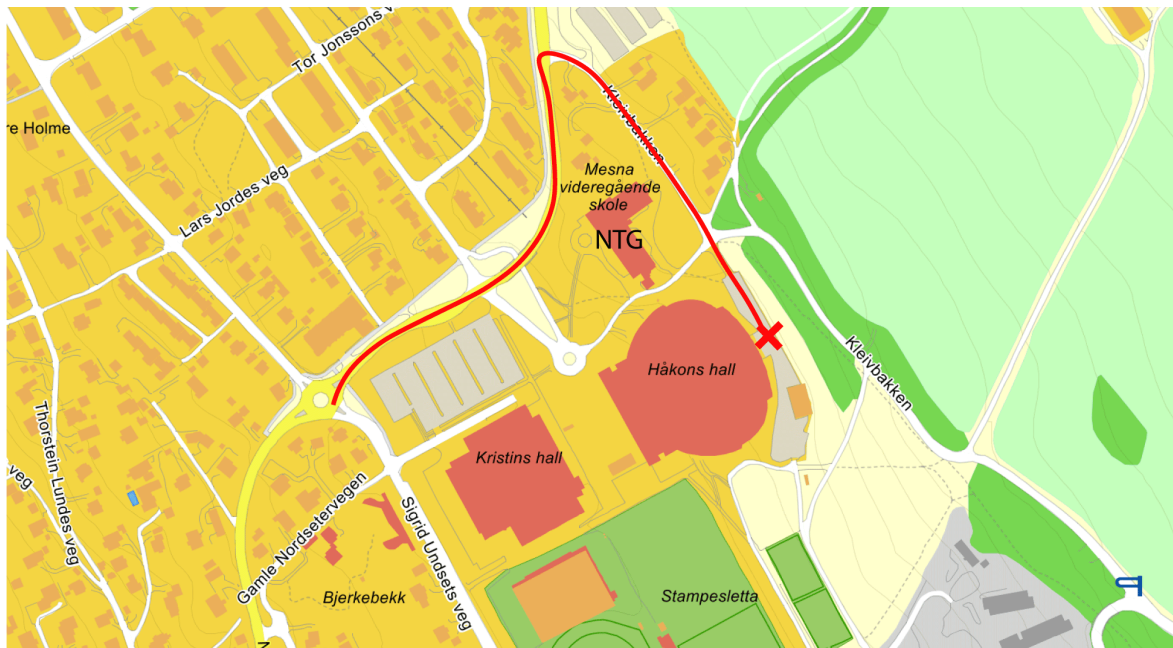 Tor Jonssons v
re Holme
Kleivbakken
Lars Jordes veg
Mesna
videregående
skole
NTG
Håkons hall
Kleivbakken
Thorstein Lundes veg
veg
Kristins hall
Gamle Nordsetervegen
Sigrid Undsets veg
Bjerkebekk
Stampesletta
N